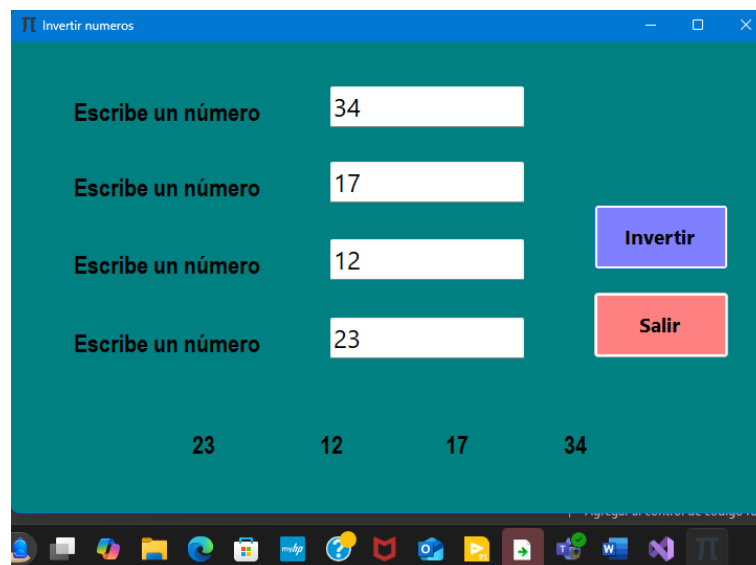 Invertir numeros
Escribe un número 34
Escribe un número 17
Invertir
Escribe un número 12
Salir
Escribe un número 23
23 12 17 34
myhp